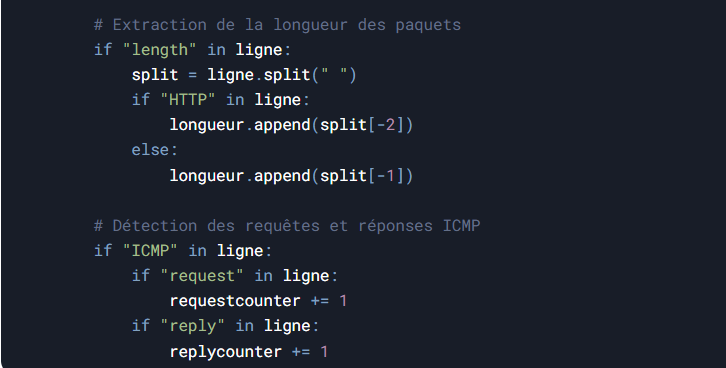 # Extraction de la longueur des paquets
if "length" in ligne:
    split = ligne.split(" ")
    if "HTTP" in ligne:
        longueur.append(split[-2])
    else:
        longueur.append(split[-1])

# Détection des requêtes et réponses ICMP
if "ICMP" in ligne:
    if "request" in ligne:
        requestcounter += 1
    if "reply" in ligne:
        replycounter += 1